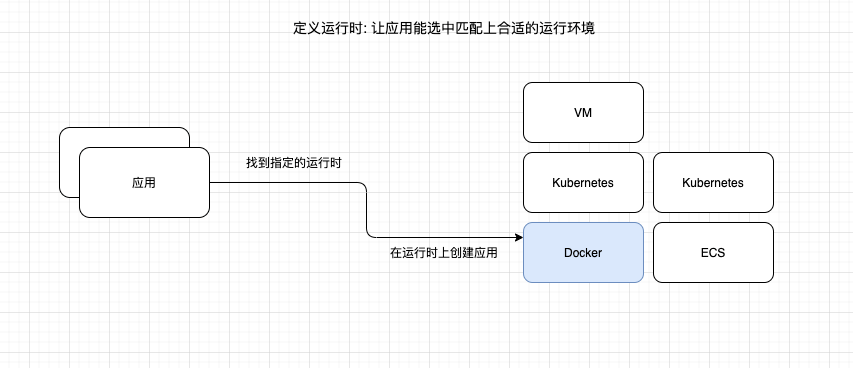 定义运行时: 让应用能选中匹配上合适的运行环境
VM
找到指定的运行时
应用
Kubernetes
Kubernetes
在运行时上创建应用
Docker
ECS